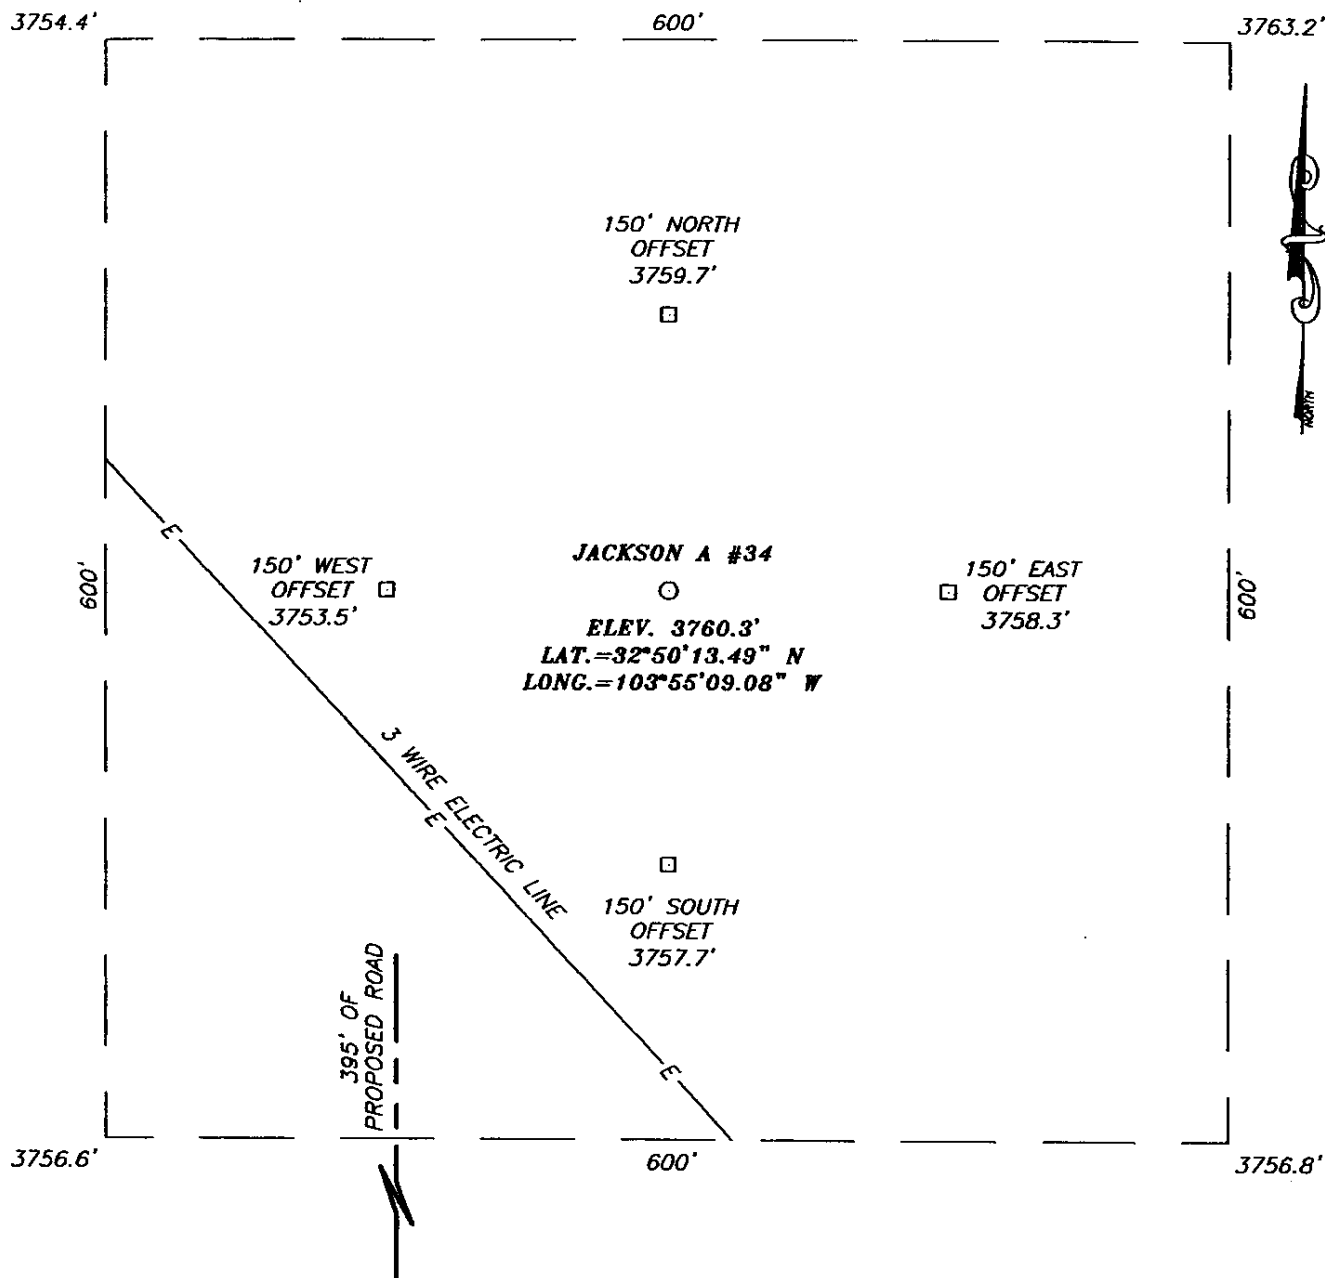 3754.4'
600'
3763.2'
150' NORTH
OFFSET
3759.7'
NORTH
E
150' WEST
OFFSET
3753.5'
600'
JACKSON A #34
ELEV. 3760.3'
LAT.=32°50'13.49" N
LONG.=103°55'09.08" W
150' EAST
OFFSET
3758.3'
600'
3 WIRE ELECTRIC LINE
E
150' SOUTH
OFFSET
3757.7'
395' OF
PROPOSED ROAD
E
3756.6'
600'
3756.8'